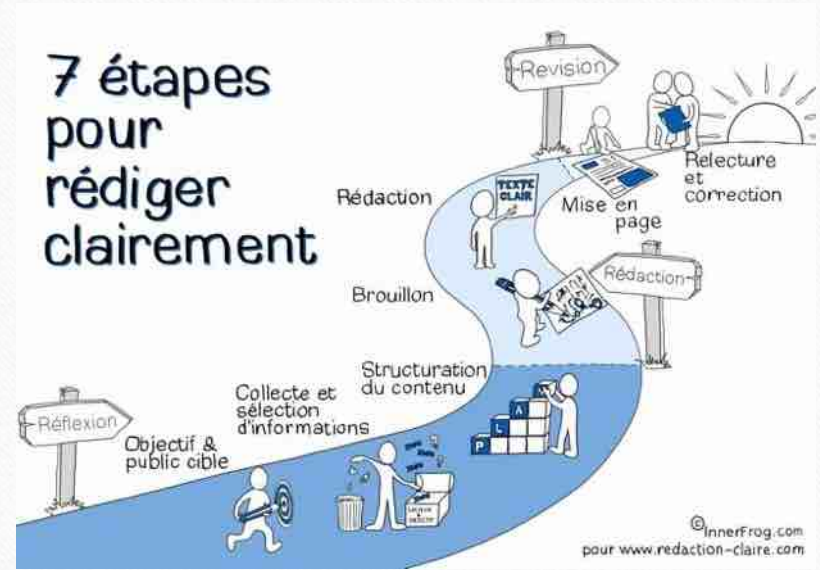 7 étapes
pour
rédiger
clairement
Réflexion
Objectif &
public cible
Collecte et
sélection
d'informations
Structuration
du contenu
P
L
A
N
Rédaction
Brouillon
Rédaction
TEXTE
CLAIR
Revision
Mise en
page
Relecture
et
correction
©InnerFrog.com
pour www.redaction-claire.com